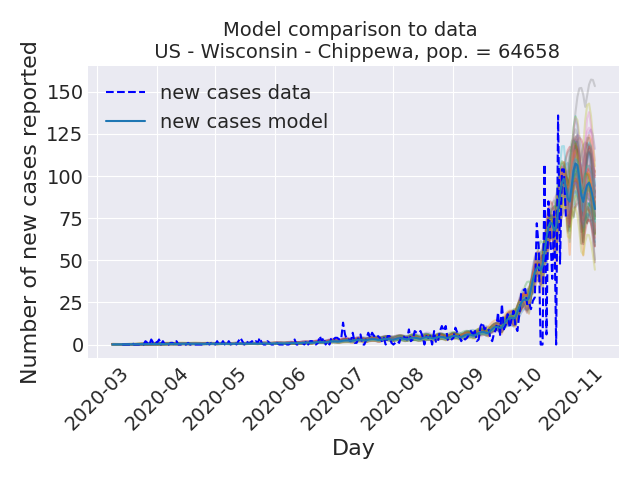 Model comparison to data
US - Wisconsin - Chippewa, pop. = 64658
Number of new cases reported
150
125
100
75
50
25
0
new cases data
new cases model
2020-03
2020-04
2020-05
2020-06
2020-07
2020-08
2020-09
2020-10
2020-11
Day